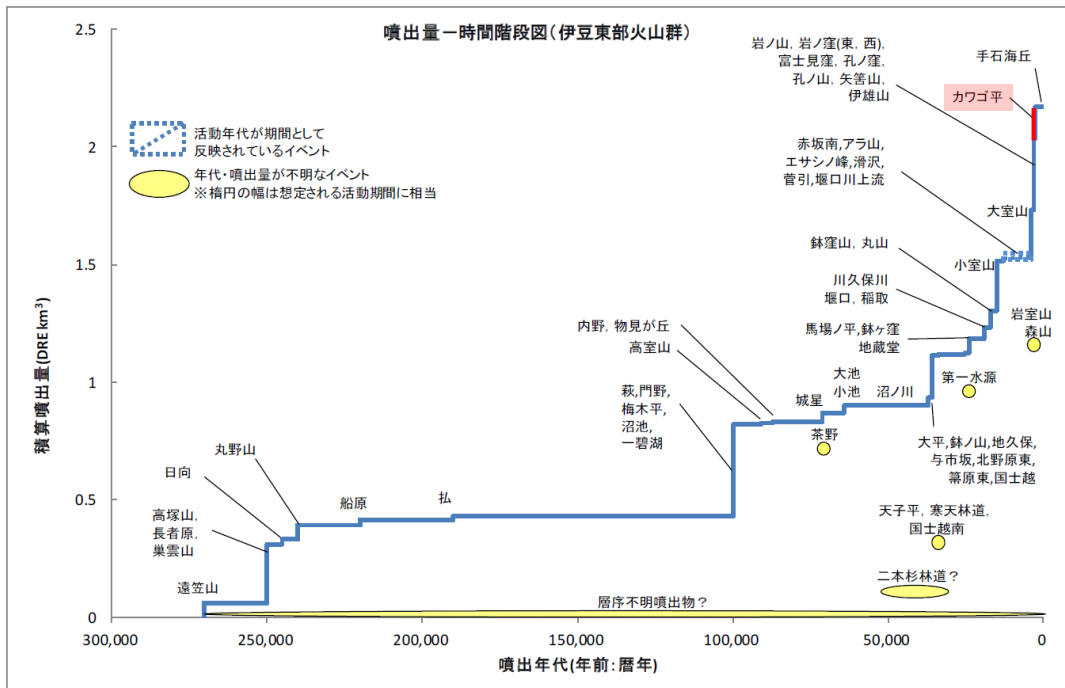 噴出量－時間階段図(伊豆東部火山群)
積算噴出量(DRE km³)
2.5
2
1.5
1
0.5
0
300,000
250,000
200,000
150,000
100,000
50,000
0
噴出年代(年前:暦年)
活動年代が期間として
反映されているイベント
年代・噴出量が不明なイベント
※楕円の幅は想定される活動期間に相当
岩ノ山, 岩ノ窪(東, 西),
富士見窪, 孔ノ窪,
孔ノ山, 矢筈山,
伊雄山
手石海丘
カワゴ平
赤坂南,アラ山,
エサシノ峰,滑沢,
菅引,堰口川上流
大室山
鉢窪山, 丸山
小室山
川久保川
堰口, 稲取
岩室山
森山
内野, 物見が丘
高室山
馬場ノ平,鉢ヶ窪
地蔵堂
萩,門野,
梅木平,
沼池,
一碧湖
城星
大池
小池
沼ノ川
第一水源
茶野
大平,鉢ノ山,地久保,
与市坂,北野原東,
箒原東,国士越
丸野山
日向
船原
払
高塚山,
長者原,
巣雲山
天子平, 寒天林道,
国士越南
遠笠山
二本杉林道？
層序不明噴出物？